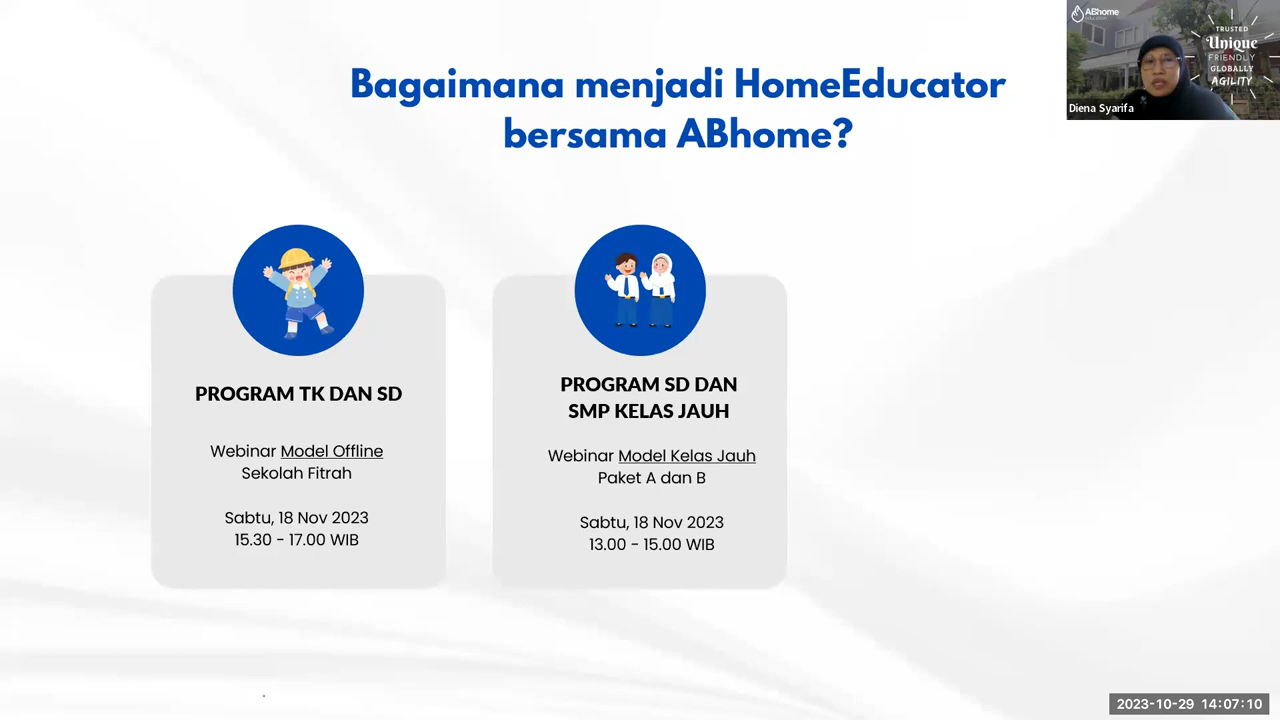 Bagaimana menjadi HomeEducator
bersama ABhome?
ABhome
education
TRUSTED
Unique
FRIENDLY
GLOBALLY
AGILITY
Diena Syarifa
PROGRAM TK DAN SD
Webinar Model Offline
Sekolah Fitrah
Sabtu, 18 Nov 2023
15.30 - 17.00 WIB
PROGRAM SD DAN
SMP KELAS JAUH
Webinar Model Kelas Jauh
Paket A dan B
Sabtu, 18 Nov 2023
13.00 - 15.00 WIB
2023-10-29 14:07:10